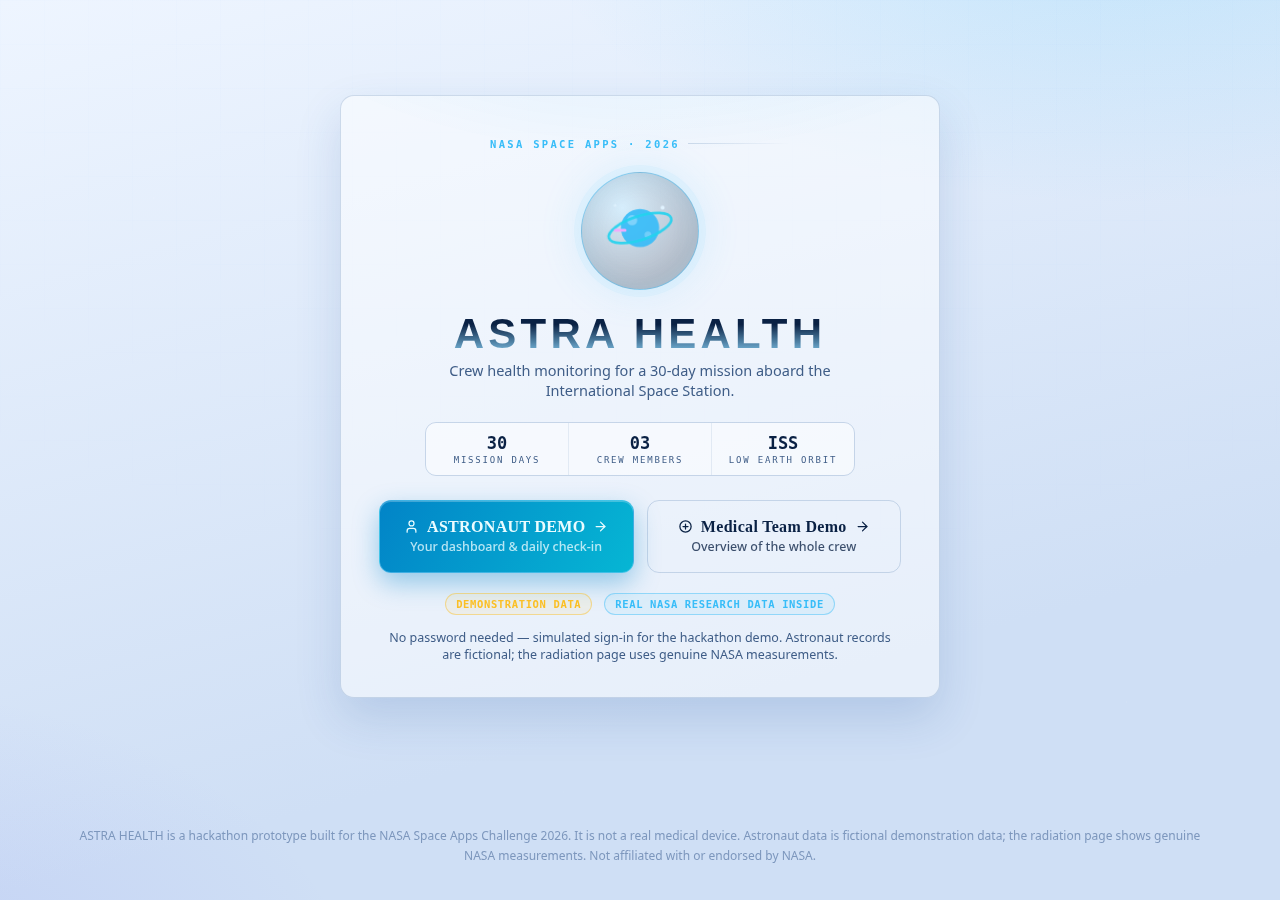 NASA SPACE APPS · 2026
ASTRA HEALTH
Crew health monitoring for a 30-day mission aboard the
International Space Station.
30
MISSION DAYS
03
CREW MEMBERS
ISS
LOW EARTH ORBIT
ASTRONAUT DEMO →
Your dashboard & daily check-in
Medical Team Demo →
Overview of the whole crew
DEMONSTRATION DATA
REAL NASA RESEARCH DATA INSIDE
No password needed — simulated sign-in for the hackathon demo. Astronaut records
are fictional; the radiation page uses genuine NASA measurements.
ASTRA HEALTH is a hackathon prototype built for the NASA Space Apps Challenge 2026. It is not a real medical device. Astronaut data is fictional demonstration data; the radiation page shows genuine
NASA measurements. Not affiliated with or endorsed by NASA.